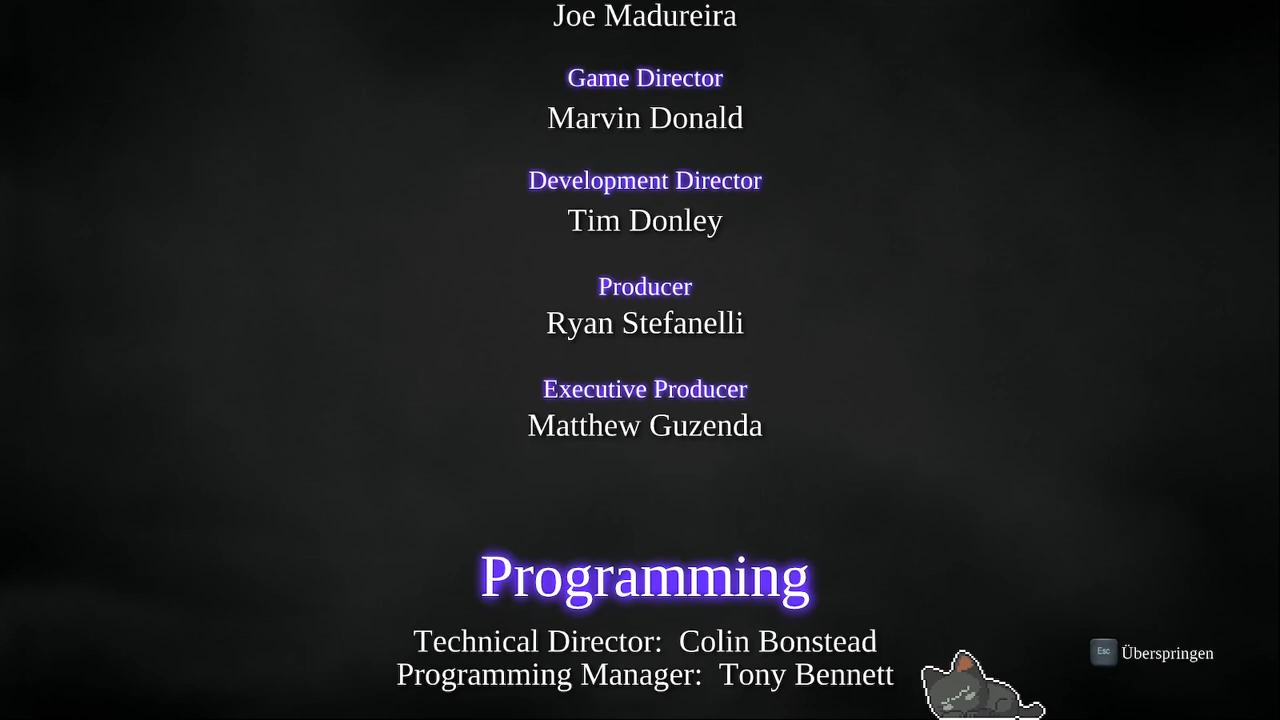 Joe Madureira
Game Director
Marvin Donald
Development Director
Tim Donley
Producer
Ryan Stefanelli
Executive Producer
Matthew Guzenda
Programming
Technical Director: Colin Bonstead
Programming Manager: Tony Bennett
Esc Überspringen